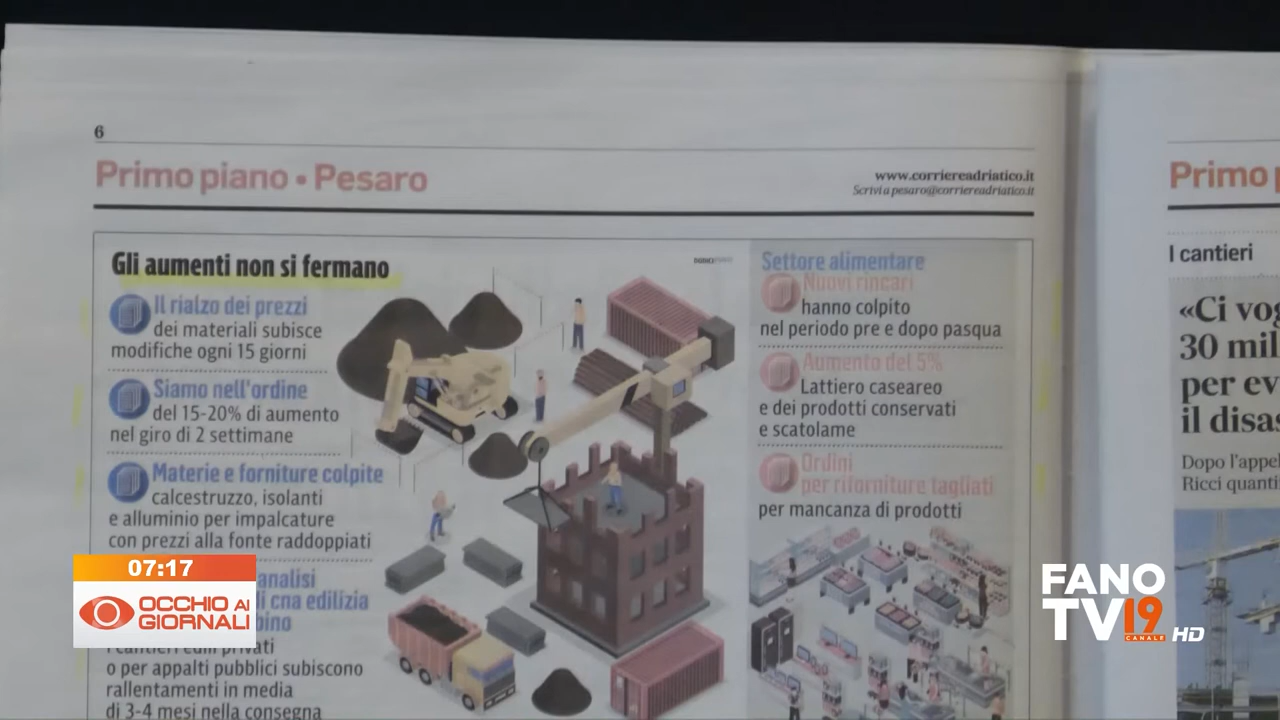 6
Primo piano • Pesaro
www.corriereadriatico.it
Scrivi a pesaro@corriereadriatico.it
Gli aumenti non si fermano
Il rialzo dei prezzi
dei materiali subisce
modifiche ogni 15 giorni
Siamo nell'ordine
del 15-20% di aumento
nel giro di 2 settimane
Materie e forniture colpite
calcestruzzo, isolanti
e alluminio per impalcature
con prezzi alla fonte raddoppiati
analisi
di cna edilizia
o per appalti pubblici subiscono
rallentamenti in media
di 3-4 mesi nella consegna
Settore alimentare
Nuovi rincari
hanno colpito
nel periodo pre e dopo pasqua
Aumento del 5%
Lattiero caseareo
e dei prodotti conservati
e scatolame
Ordini
per riforniture tagliati
per mancanza di prodotti
Primo p
I cantieri
«Ci vog
30 mil
per ev
il disas
Dopo l'appel
Ricci quanti
07:17
OCCHIO AI
GIORNALI
FANO
TV19
CANALE
HD